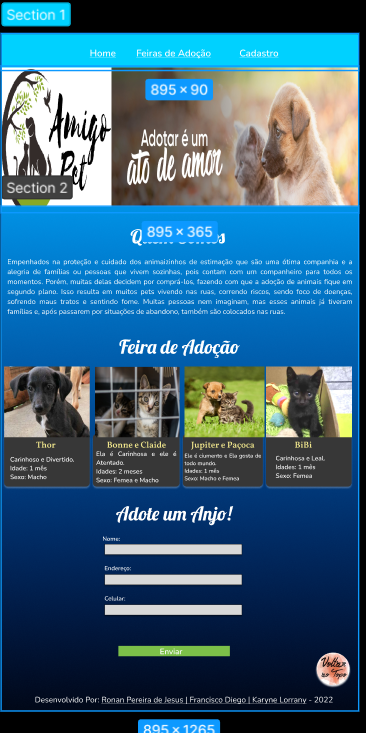 Section 1
Home Feiras de Adoção Cadastro
895 × 90
Amigo
Pet
Adotar é um
ato de amor
Section 2
895 × 365
Empenhados na proteção e cuidado dos animaizinhos de estimação que são uma ótima companhia e a
alegria de famílias ou pessoas que vivem sozinhas, pois contam com um companheiro para todos os
momentos. Porém, muitas delas decidem por comprá-los, fazendo com que a adoção de animais fique em
segundo plano. Isso resulta em muitos pets vivendo nas ruas, correndo riscos, sendo foco de doenças,
sofrendo maus tratos e sentindo fome. Muitas pessoas nem imaginam, mas esses animais já tiveram
famílias e, após passarem por situações de abandono, também são colocados nas ruas.
Feira de Adoção
Thor
Carinhoso e Divertido.
Idade: 1 mês
Sexo: Macho
Bonne e Claide
Ela é Carinhosa e ele é
Atentado.
Idades: 2 meses
Sexo: Femea e Macho
Jupiter e Paçoca
Ele é ciumento e Ela gosta de
todo mundo.
Idades: 1 mês
Sexo: Macho e Femea
BiBi
Carinhosa e Leal.
Idades: 1 mês
Sexo: Femea
Adote um Anjo!
Nome:
Endereço:
Celular:
Enviar
Voltar
ao Topo
Desenvolvido Por: Ronan Pereira de Jesus | Francisco Diego | Karyne Lorrany - 2022
895 × 1265